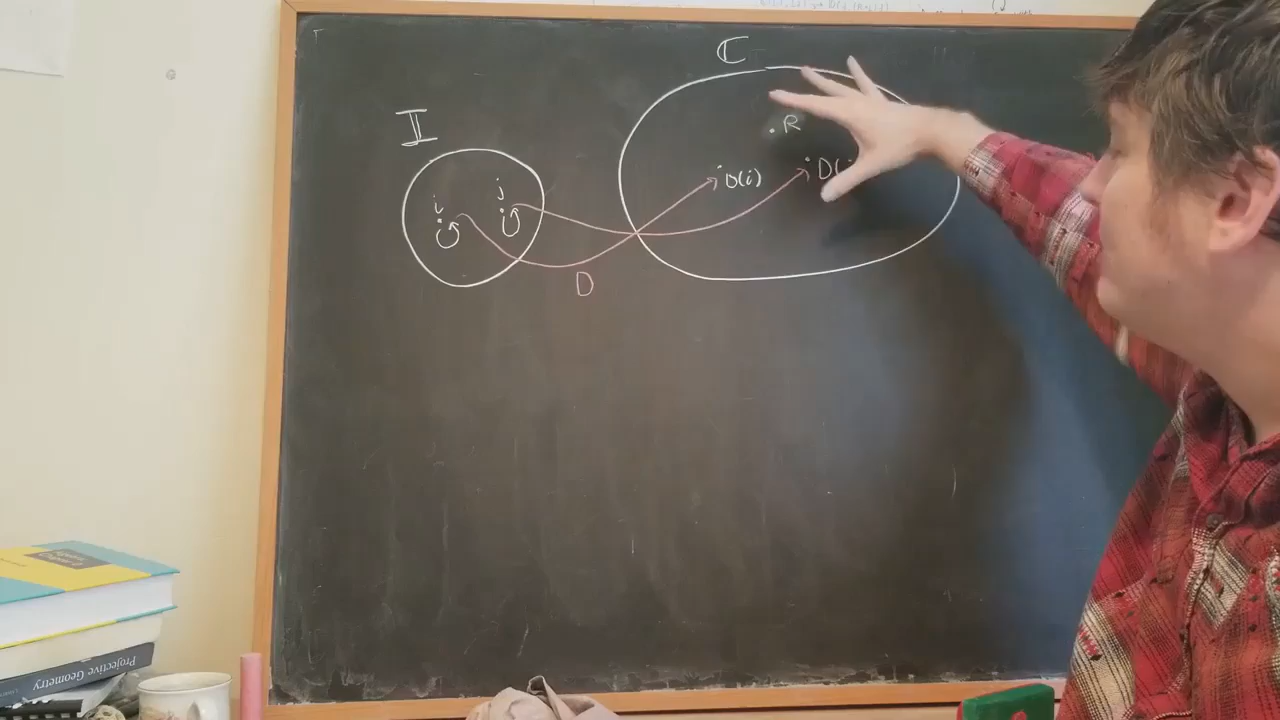 ℂ
𝕀
R
j
i
D(i)
D(
D
Projective Geometry